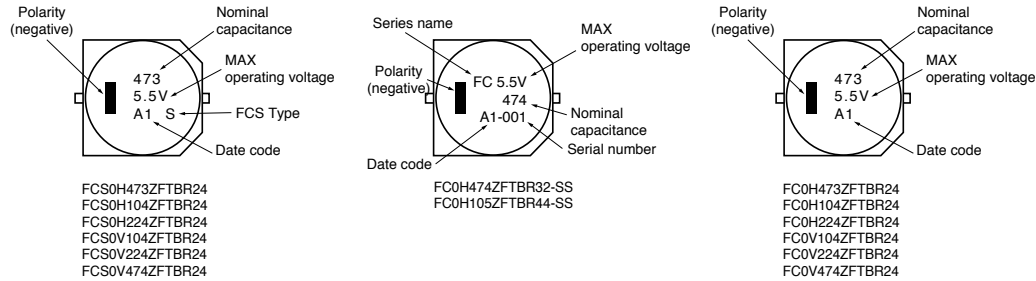 Polarity
(negative)
Nominal
capacitance
MAX
operating voltage
473
5.5V
A1 S
FCS Type
Date code
FCS0H473ZFTBR24
FCS0H104ZFTBR24
FCS0H224ZFTBR24
FCS0V104ZFTBR24
FCS0V224ZFTBR24
FCS0V474ZFTBR24
Series name
MAX
operating voltage
Polarity
(negative)
FC 5.5V
474
A1-001
Nominal
capacitance
Serial number
Date code
FC0H474ZFTBR32-SS
FC0H105ZFTBR44-SS
Polarity
(negative)
Nominal
capacitance
MAX
operating voltage
473
5.5V
A1
Date code
FC0H473ZFTBR24
FC0H104ZFTBR24
FC0H224ZFTBR24
FC0V104ZFTBR24
FC0V224ZFTBR24
FC0V474ZFTBR24